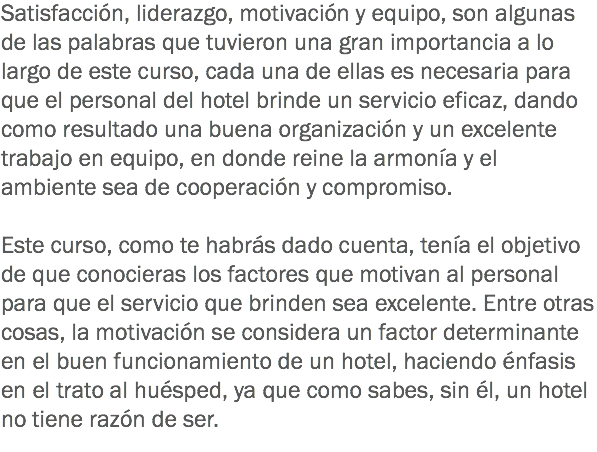 Satisfacción, liderazgo, motivación y equipo, son algunas
de las palabras que tuvieron una gran importancia a lo
largo de este curso, cada una de ellas es necesaria para
que el personal del hotel brinde un servicio eficaz, dando
como resultado una buena organización y un excelente
trabajo en equipo, en donde reine la armonía y el
ambiente sea de cooperación y compromiso.

Este curso, como te habrás dado cuenta, tenía el objetivo
de que conocieras los factores que motivan al personal
para que el servicio que brinden sea excelente. Entre otras
cosas, la motivación se considera un factor determinante
en el buen funcionamiento de un hotel, haciendo énfasis
en el trato al huésped, ya que como sabes, sin él, un hotel
no tiene razón de ser.